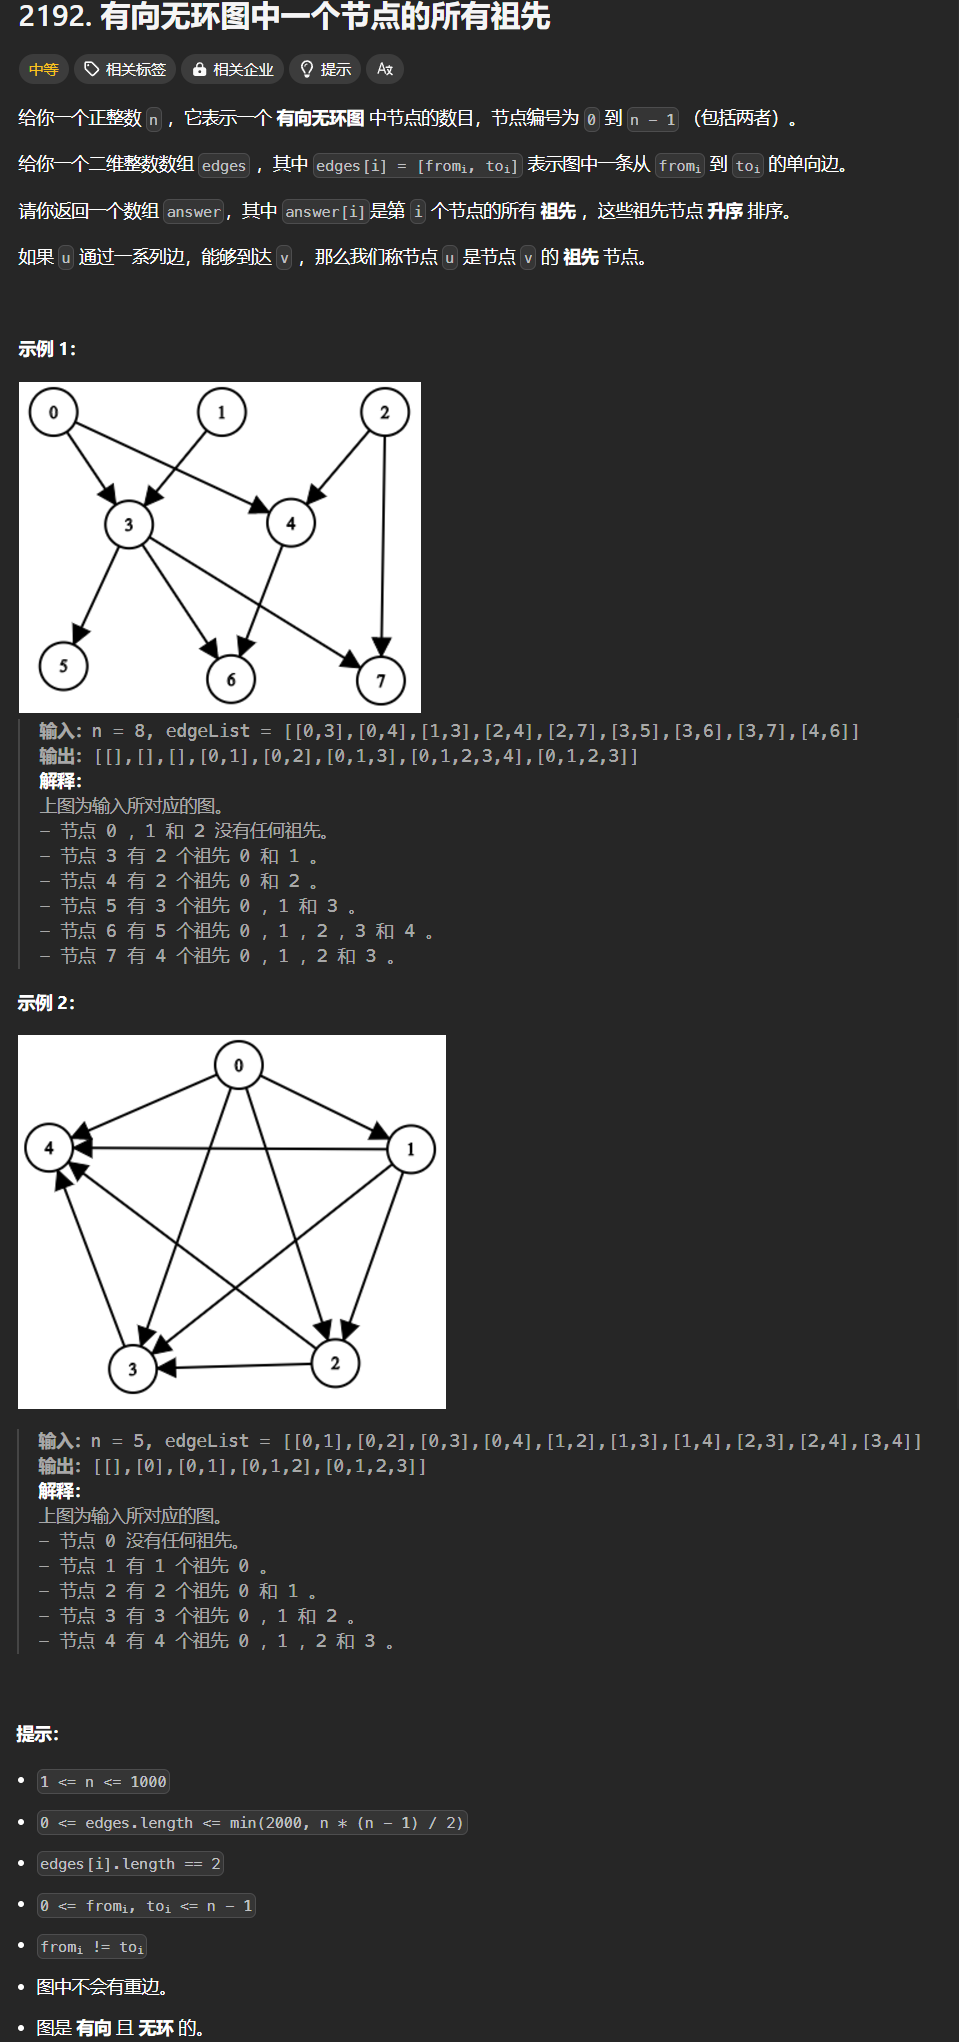 2192. 有向无环图中一个节点的所有祖先
中等 相关标签 相关企业 提示 Aあ
给你一个正整数 n ，它表示一个 有向无环图 中节点的数目，节点编号为 0 到 n - 1 （包括两者）。
给你一个二维整数数组 edges ，其中 edges[i] = [fromᵢ, toᵢ] 表示图中一条从 fromᵢ 到 toᵢ 的单向边。
请你返回一个数组 answer，其中 answer[i]是第 i 个节点的所有 祖先 ，这些祖先节点 升序 排序。
如果 u 通过一系列边，能够到达 v ，那么我们称节点 u 是节点 v 的 祖先 节点。
示例 1：
0 1 2
3 4
5 6 7
输入：n = 8, edgeList = [[0,3],[0,4],[1,3],[2,4],[2,7],[3,5],[3,6],[3,7],[4,6]]
输出：[[],[],[],[0,1],[0,2],[0,1,3],[0,1,2,3,4],[0,1,2,3]]
解释：
上图为输入所对应的图。
- 节点 0 ，1 和 2 没有任何祖先。
- 节点 3 有 2 个祖先 0 和 1 。
- 节点 4 有 2 个祖先 0 和 2 。
- 节点 5 有 3 个祖先 0 ，1 和 3 。
- 节点 6 有 5 个祖先 0 ，1 ，2 ，3 和 4 。
- 节点 7 有 4 个祖先 0 ，1 ，2 和 3 。
示例 2：
0
4 1
3 2
输入：n = 5, edgeList = [[0,1],[0,2],[0,3],[0,4],[1,2],[1,3],[1,4],[2,3],[2,4],[3,4]]
输出：[[],[0],[0,1],[0,1,2],[0,1,2,3]]
解释：
上图为输入所对应的图。
- 节点 0 没有任何祖先。
- 节点 1 有 1 个祖先 0 。
- 节点 2 有 2 个祖先 0 和 1 。
- 节点 3 有 3 个祖先 0 ，1 和 2 。
- 节点 4 有 4 个祖先 0 ，1 ，2 和 3 。
提示：
• 1 <= n <= 1000
• 0 <= edges.length <= min(2000, n * (n - 1) / 2)
• edges[i].length == 2
• 0 <= fromᵢ, toᵢ <= n - 1
• fromᵢ != toᵢ
• 图中不会有重边。
• 图是 有向 且 无环 的。